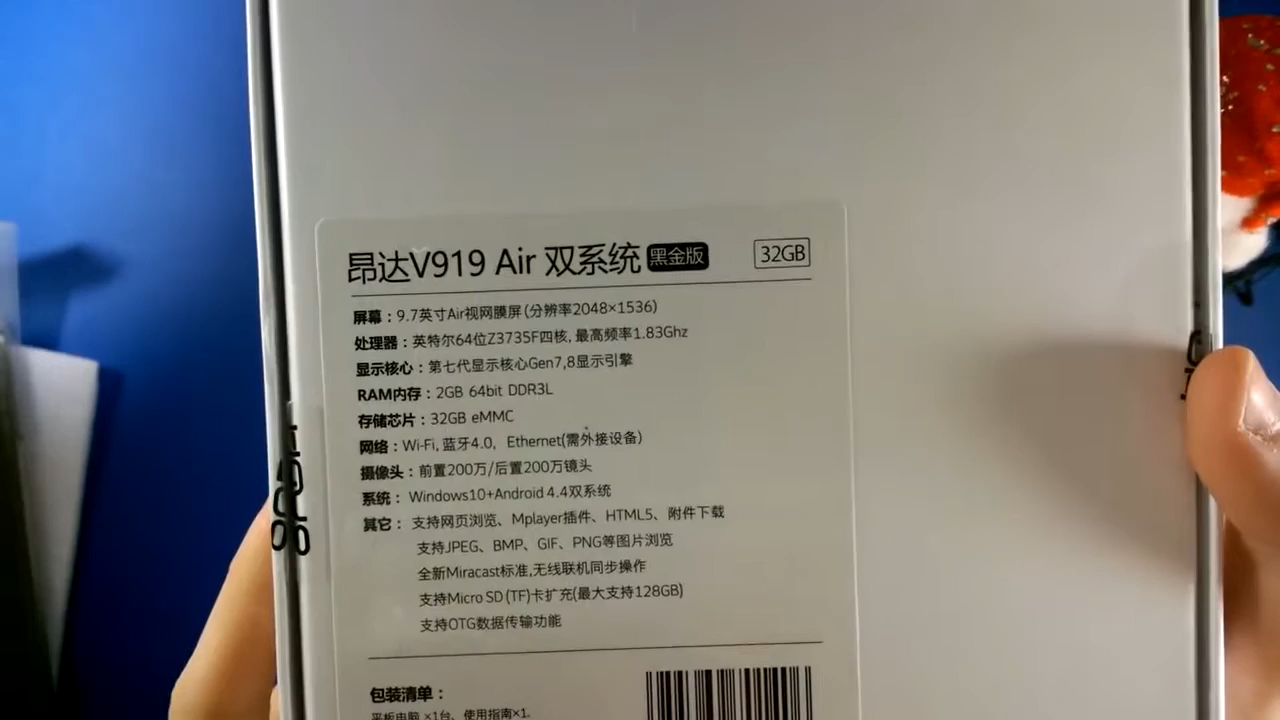 昂达V919 Air 双系统 黑金版 32GB
屏幕：9.7英寸Air视网膜屏(分辨率2048×1536)
处理器：英特尔64位Z3735F四核, 最高频率1.83Ghz
显示核心：第七代显示核心Gen7,8显示引擎
RAM内存：2GB 64bit DDR3L
存储芯片：32GB eMMC
网络：Wi-Fi, 蓝牙4.0, Ethernet(需外接设备)
摄像头：前置200万/后置200万镜头
系统：Windows10+Android 4.4双系统
其它：支持网页浏览、Mplayer插件、HTML5、附件下载
支持JPEG、BMP、GIF、PNG等图片浏览
全新Miracast标准,无线联机同步操作
支持Micro SD(TF)卡扩充(最大支持128GB)
支持OTG数据传输功能
包装清单：
平板电脑 ×1台、使用指南×1.